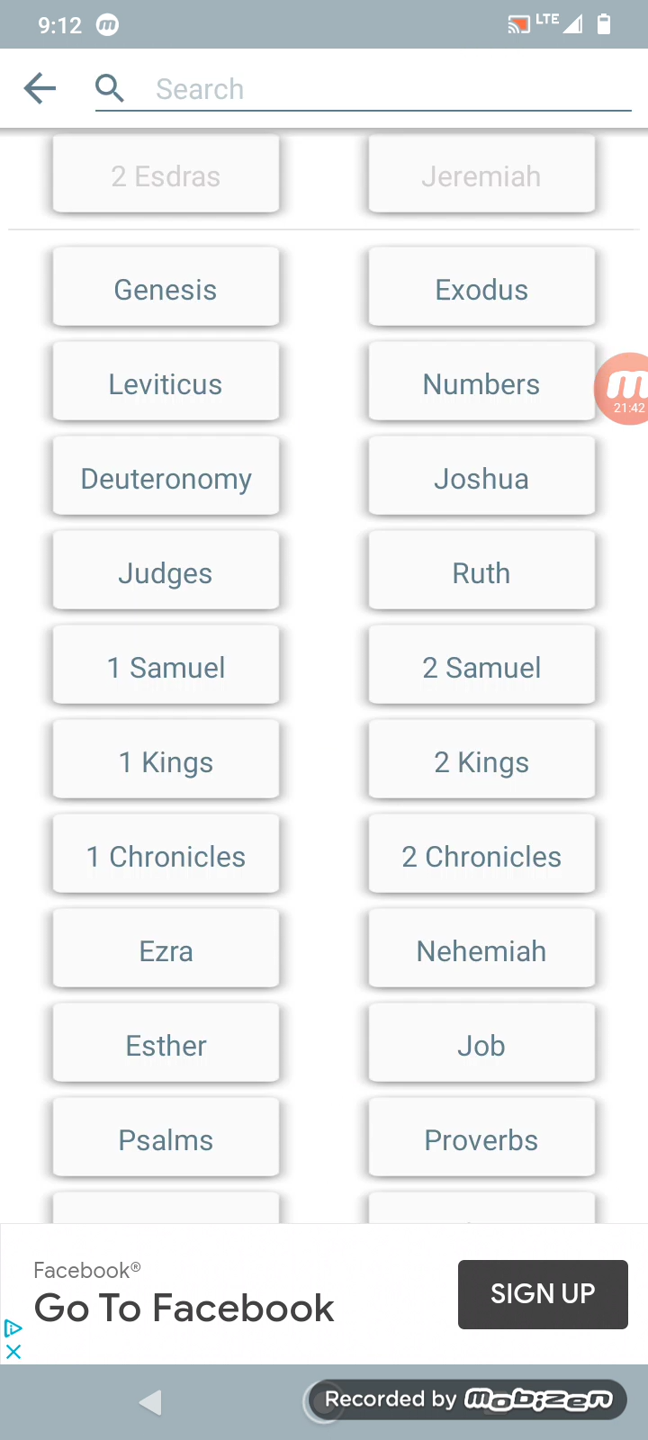 9:12 m LTE
Search
2 Esdras Jeremiah
Genesis Exodus
Leviticus Numbers
m
21:42
Deuteronomy Joshua
Judges Ruth
1 Samuel 2 Samuel
1 Kings 2 Kings
1 Chronicles 2 Chronicles
Ezra Nehemiah
Esther Job
Psalms Proverbs
Facebook®
Go To Facebook
SIGN UP
Recorded by mobizen